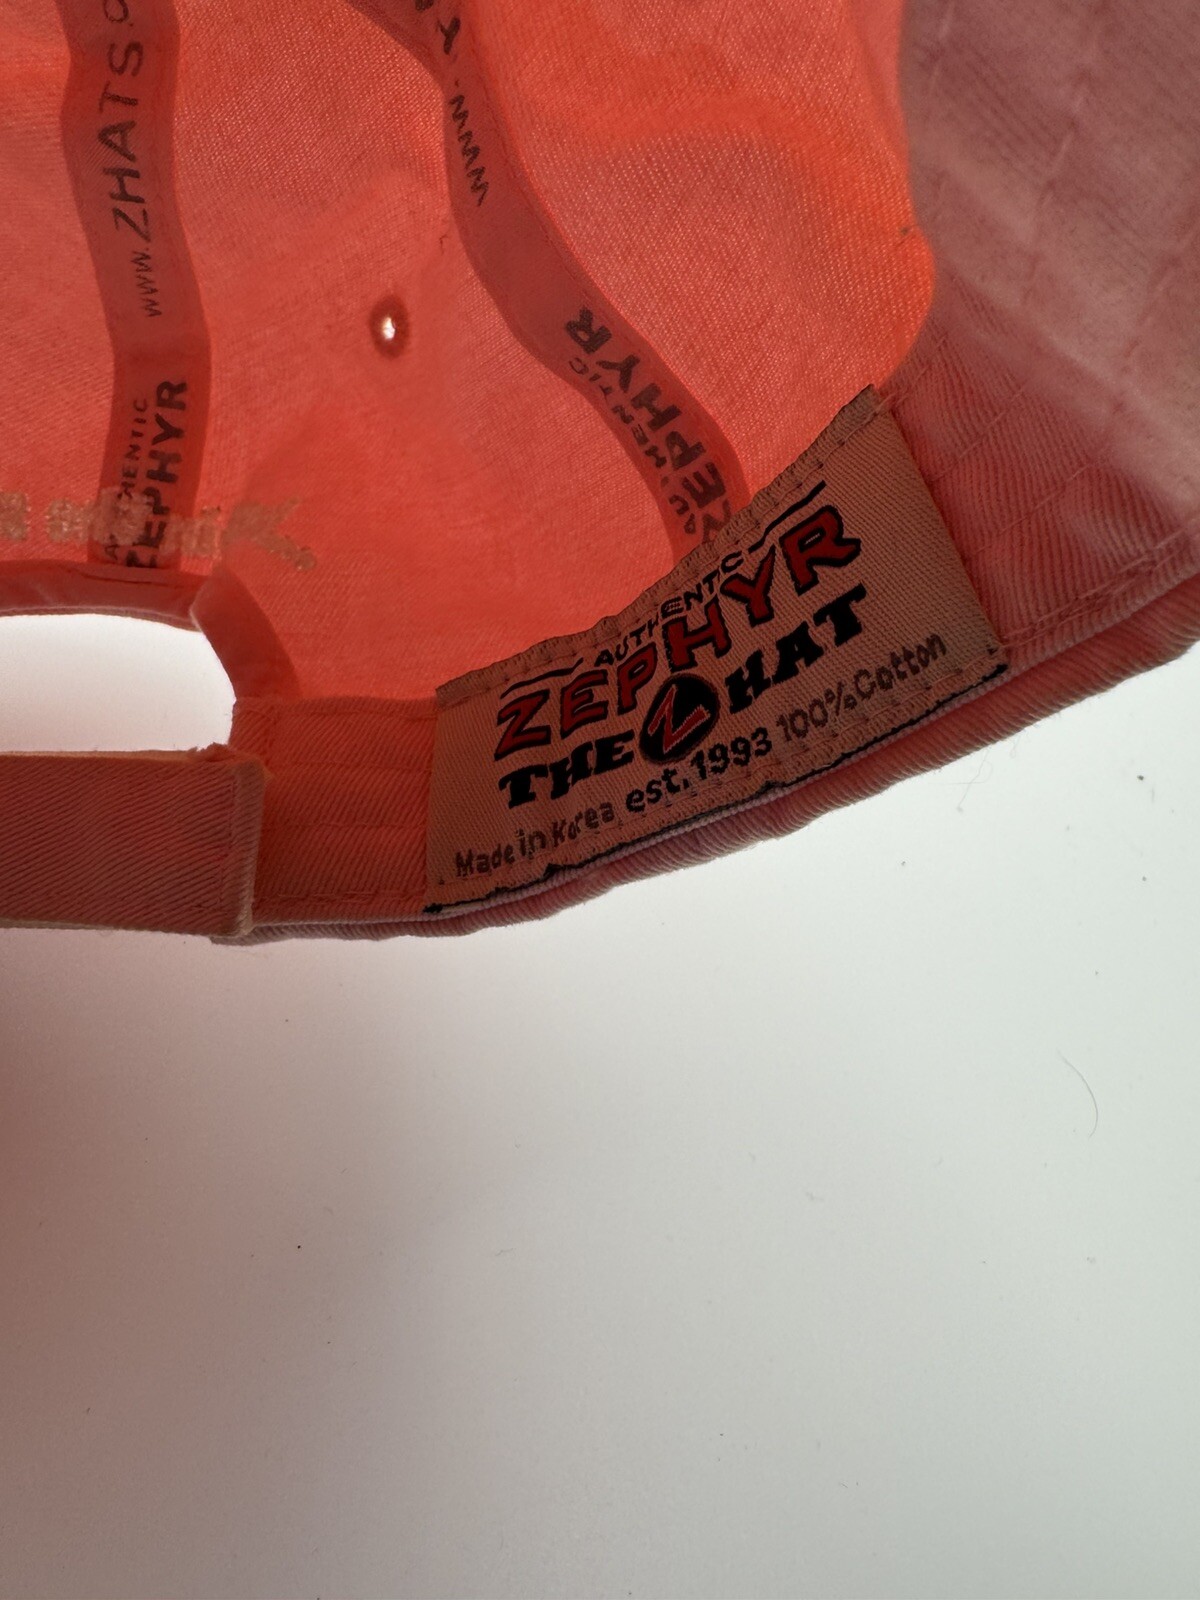 www.ZHATS.
AUTHENTIC
ZEPHYR
www.
AUTHENTIC
ZEPHYR
AUTHENTIC
ZEPHYR
THE Z HAT
Made in Korea est. 1993 100% Cotton